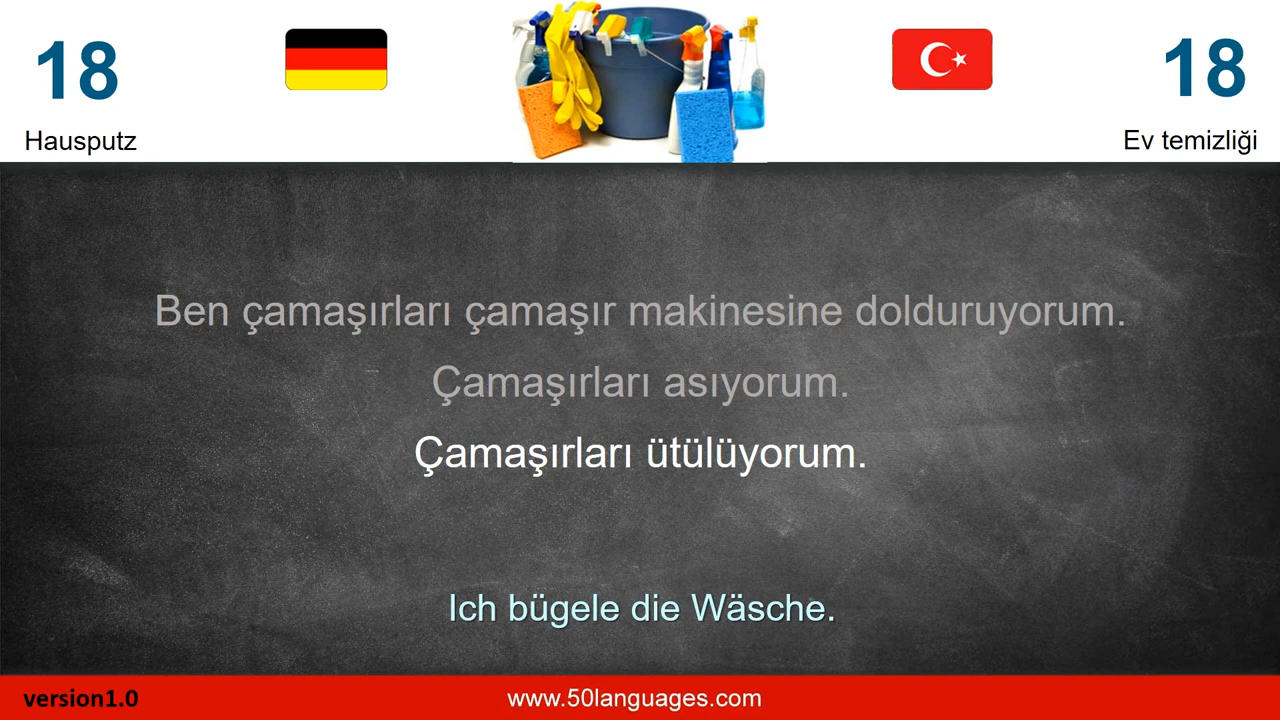 18
18
Hausputz
Ev temizliği
Ben çamaşırları çamaşır makinesine dolduruyorum.
Çamaşırları asıyorum.
Çamaşırları ütülüyorum.
Ich bügele die Wäsche.
version1.0
www.50languages.com